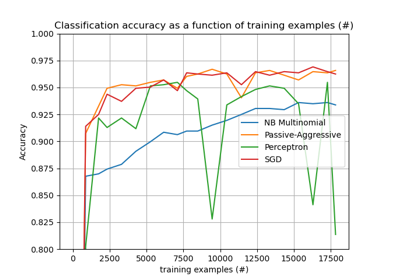 Classification accuracy as a function of training examples (#)
1.000
0.975
0.950
0.925
0.900
0.875
0.850
0.825
0.800
Accuracy
NB Multinomial
Passive-Aggressive
Perceptron
SGD
0 2500 5000 7500 10000 12500 15000 17500
training examples (#)